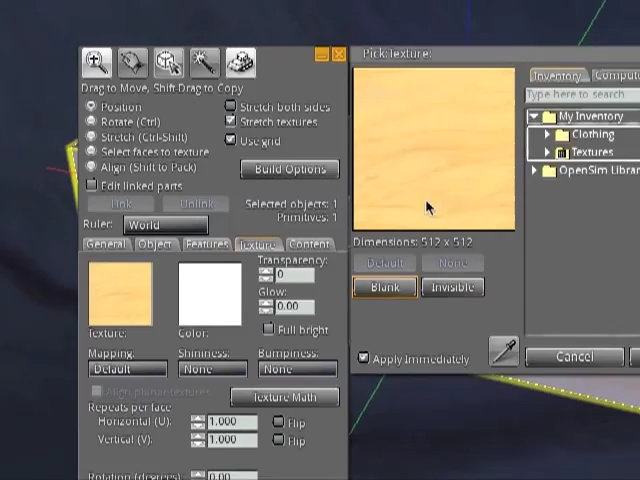 Pick:Texture:
Drag to Move, Shift-Drag to Copy
Position
Rotate (Ctrl)
Stretch (Ctrl-Shift)
Select faces to texture
Align (Shift to Pack)
Edit linked parts
Stretch both sides
Stretch textures
Use grid
Build Options
Link
Unlink
Selected objects: 1
Primitives: 1
Ruler:
World
General
Object
Features
Texture
Content
Texture:
Color:
Transparency:
0
Glow:
0.00
Full bright
Mapping:
Shininess:
Bumpiness:
Default
None
None
Align planar textures
Texture Math
Repeats per face
Horizontal (U):
1.000
Flip
Vertical (V):
1.000
Flip
Rotation (degrees)
0.00
Dimensions: 512 x 512
Default
None
Blank
Invisible
Apply Immediately
Cancel
Inventory
Type here to search
My Inventory
Clothing
Textures